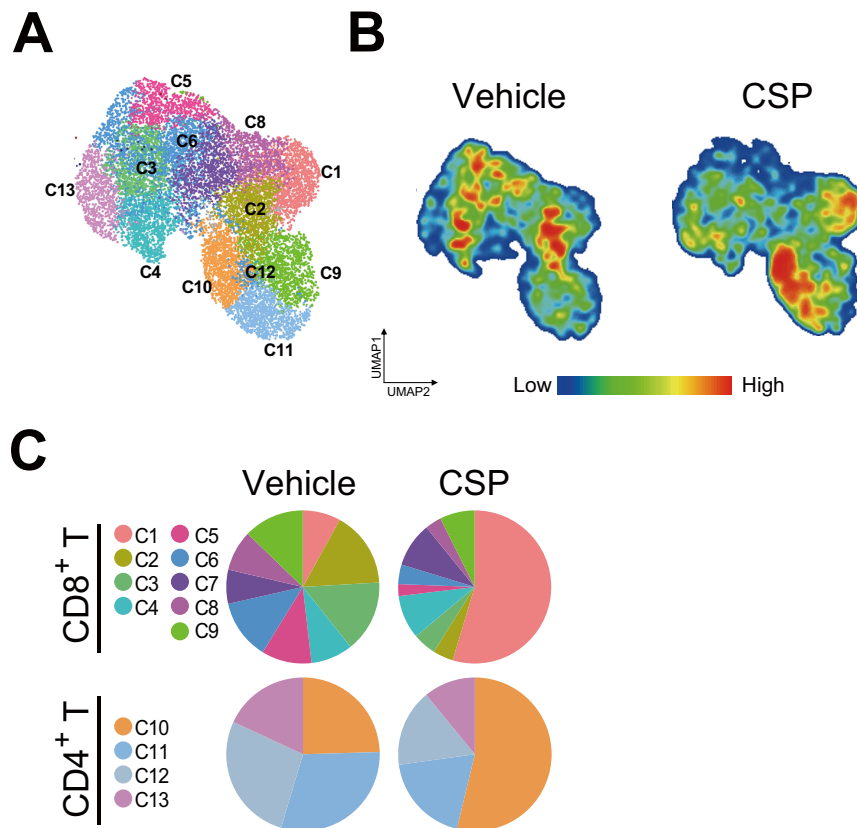 A
C5
C8
C6
C3
C1
C13
C2
C4
C12
C9
C10
C11
B
Vehicle
CSP
UMAP1
UMAP2
Low
High
C
Vehicle
CSP
CD8+ T
C1
C5
C2
C6
C3
C7
C4
C8
C9
CD4+ T
C10
C11
C12
C13